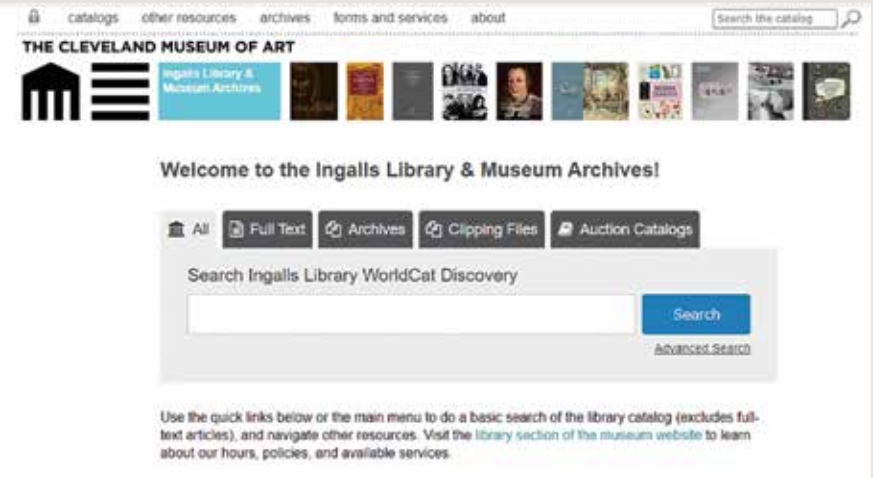 catalogs other resources archives forms and services about Search the catalog
THE CLEVELAND MUSEUM OF ART
Ingalls Library &
Museum Archives
Welcome to the Ingalls Library & Museum Archives!
All Full Text Archives Clipping Files Auction Catalogs
Search Ingalls Library WorldCat Discovery
Search
Advanced Search
Use the quick links below or the main menu to do a basic search of the library catalog (excludes full-
text articles), and navigate other resources. Visit the library section of the museum website to learn
about our hours, policies, and available services.